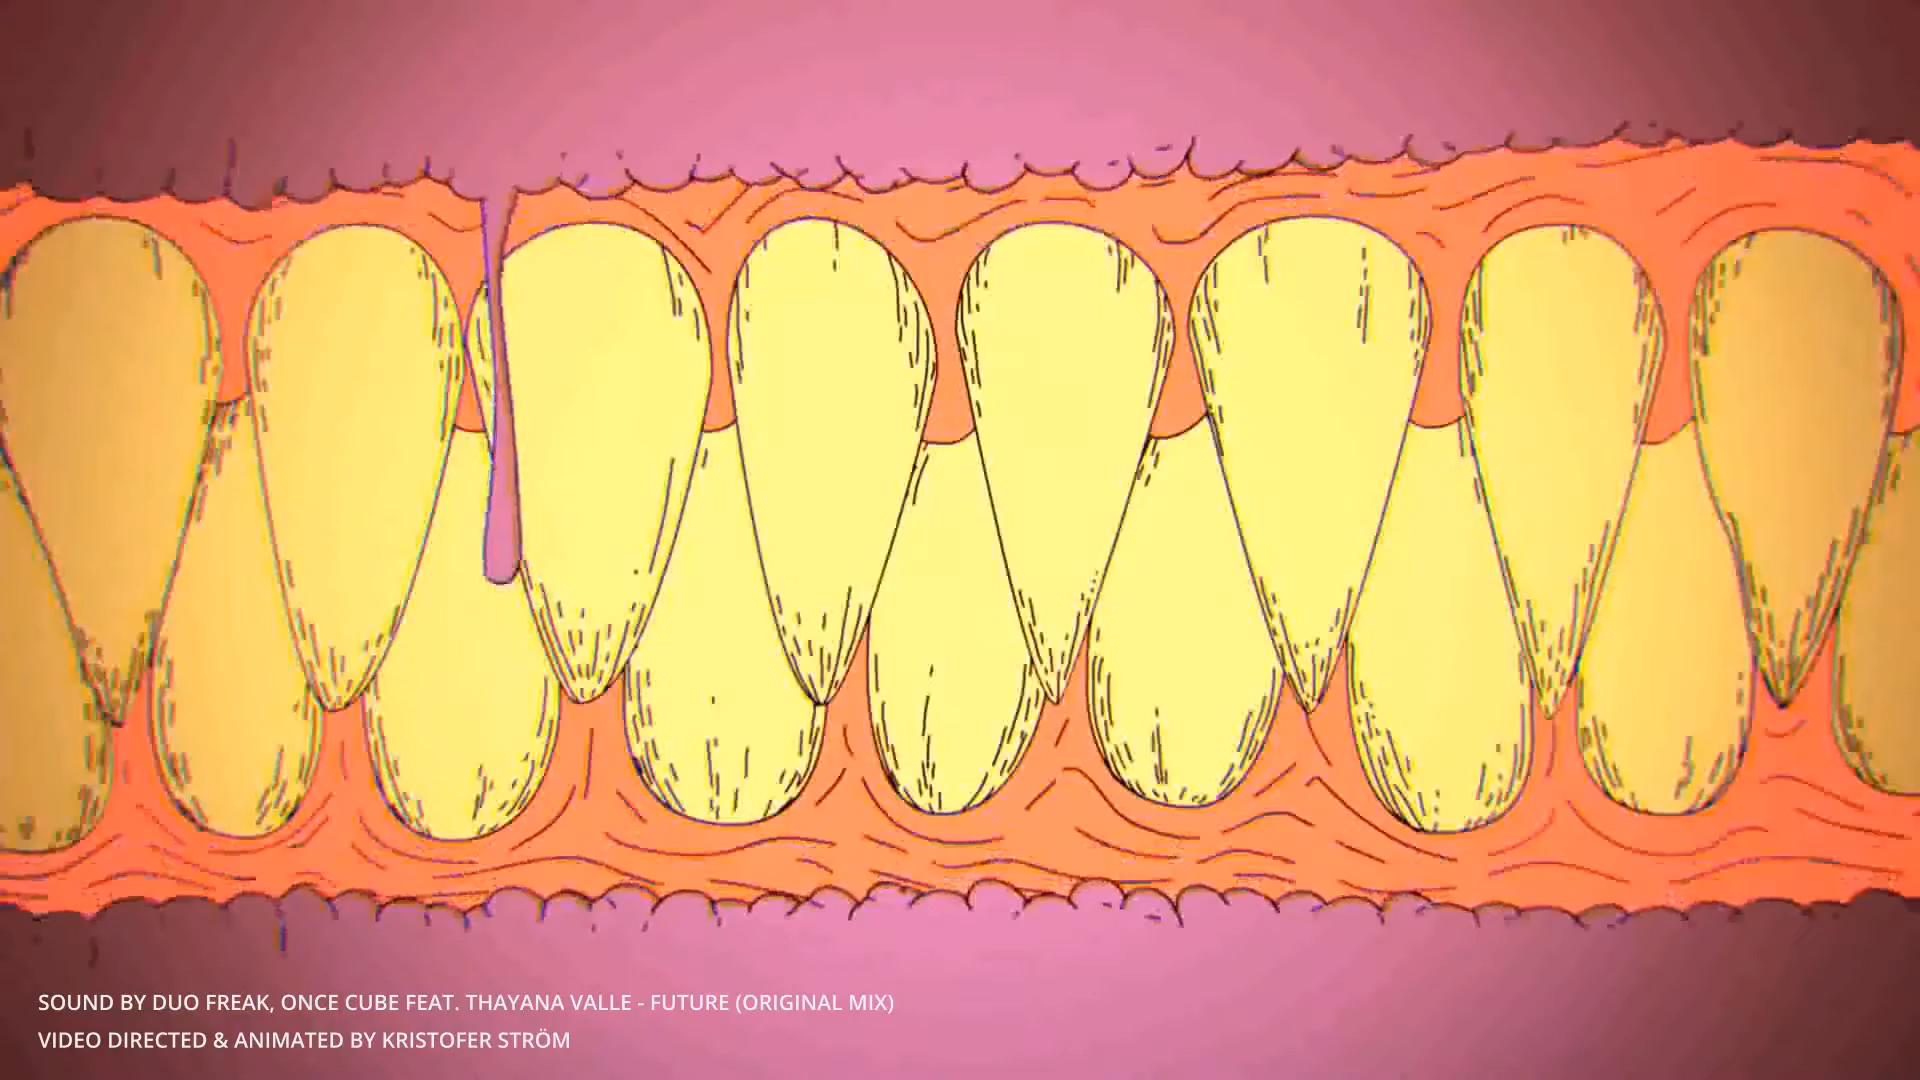 SOUND BY DUO FREAK, ONCE CUBE FEAT. THAYANA VALLE - FUTURE (ORIGINAL MIX)
VIDEO DIRECTED & ANIMATED BY KRISTOFER STRÖM